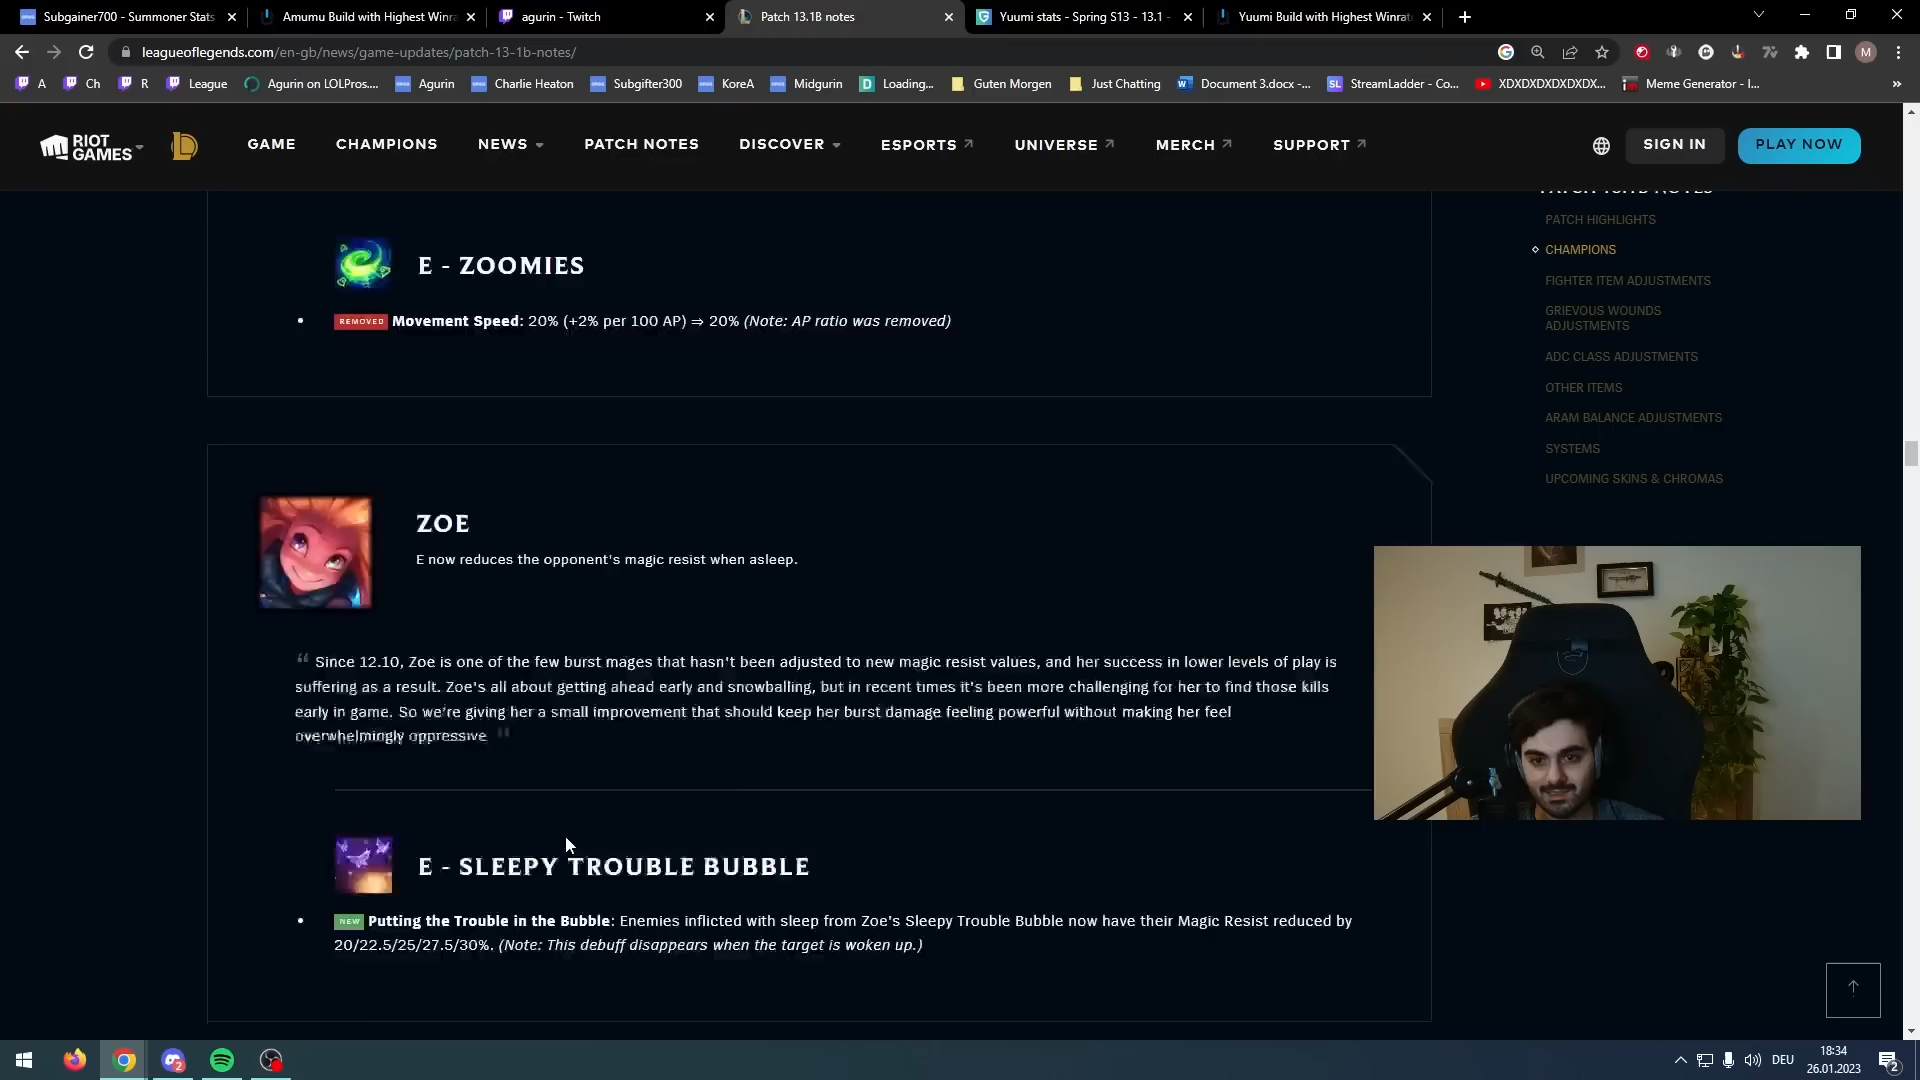 Subgainer700 - Summoner Stats
Amumu Build with Highest Winra
agurin - Twitch
Patch 13.1B notes
Yuumi stats - Spring S13 - 13.1 -
Yuumi Build with Highest Winrat
leagueoflegends.com/en-gb/news/game-updates/patch-13-1b-notes/
A
Ch
R
League
Agurin on LOLPros....
Agurin
Charlie Heaton
Subgifter300
KoreA
Midgurin
Loading...
Guten Morgen
Just Chatting
Document 3.docx -...
StreamLadder - Co...
XDXDXDXDXDXDX...
Meme Generator - I...
RIOT GAMES
GAME
CHAMPIONS
NEWS
PATCH NOTES
DISCOVER
ESPORTS
UNIVERSE
MERCH
SUPPORT
SIGN IN
PLAY NOW
E - ZOOMIES
REMOVED Movement Speed: 20% (+2% per 100 AP) ⇒ 20% (Note: AP ratio was removed)
ZOE
E now reduces the opponent's magic resist when asleep.
“ Since 12.10, Zoe is one of the few burst mages that hasn't been adjusted to new magic resist values, and her success in lower levels of play is
suffering as a result. Zoe's all about getting ahead early and snowballing, but in recent times it's been more challenging for her to find those kills
early in game. So we're giving her a small improvement that should keep her burst damage feeling powerful without making her feel
overwhelmingly oppressive. ”
E - SLEEPY TROUBLE BUBBLE
NEW Putting the Trouble in the Bubble: Enemies inflicted with sleep from Zoe's Sleepy Trouble Bubble now have their Magic Resist reduced by
20/22.5/25/27.5/30%. (Note: This debuff disappears when the target is woken up.)
PATCH 13.1B NOTES
PATCH HIGHLIGHTS
CHAMPIONS
FIGHTER ITEM ADJUSTMENTS
GRIEVOUS WOUNDS
ADJUSTMENTS
ADC CLASS ADJUSTMENTS
OTHER ITEMS
ARAM BALANCE ADJUSTMENTS
SYSTEMS
UPCOMING SKINS & CHROMAS
DEU
18:34
26.01.2023